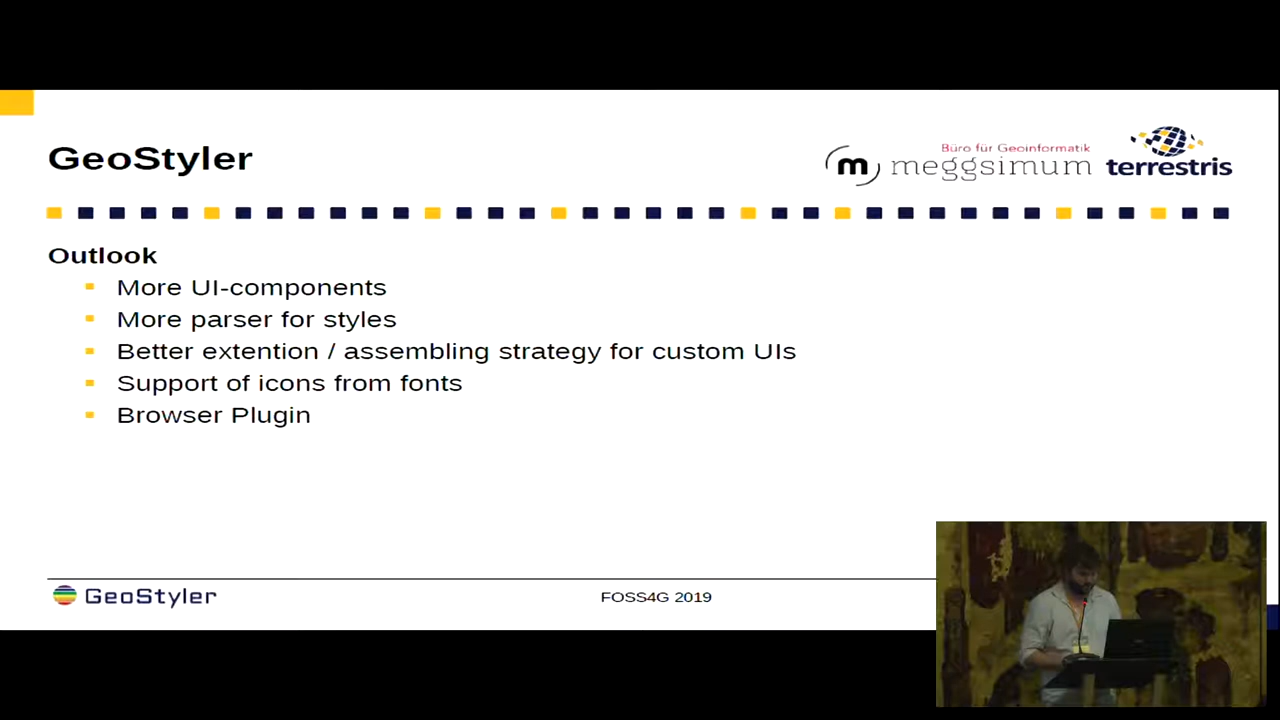 GeoStyler
Büro für Geoinformatik
m meggsimum
terrestris
Outlook
More UI-components
More parser for styles
Better extention / assembling strategy for custom UIs
Support of icons from fonts
Browser Plugin
GeoStyler
FOSS4G 2019